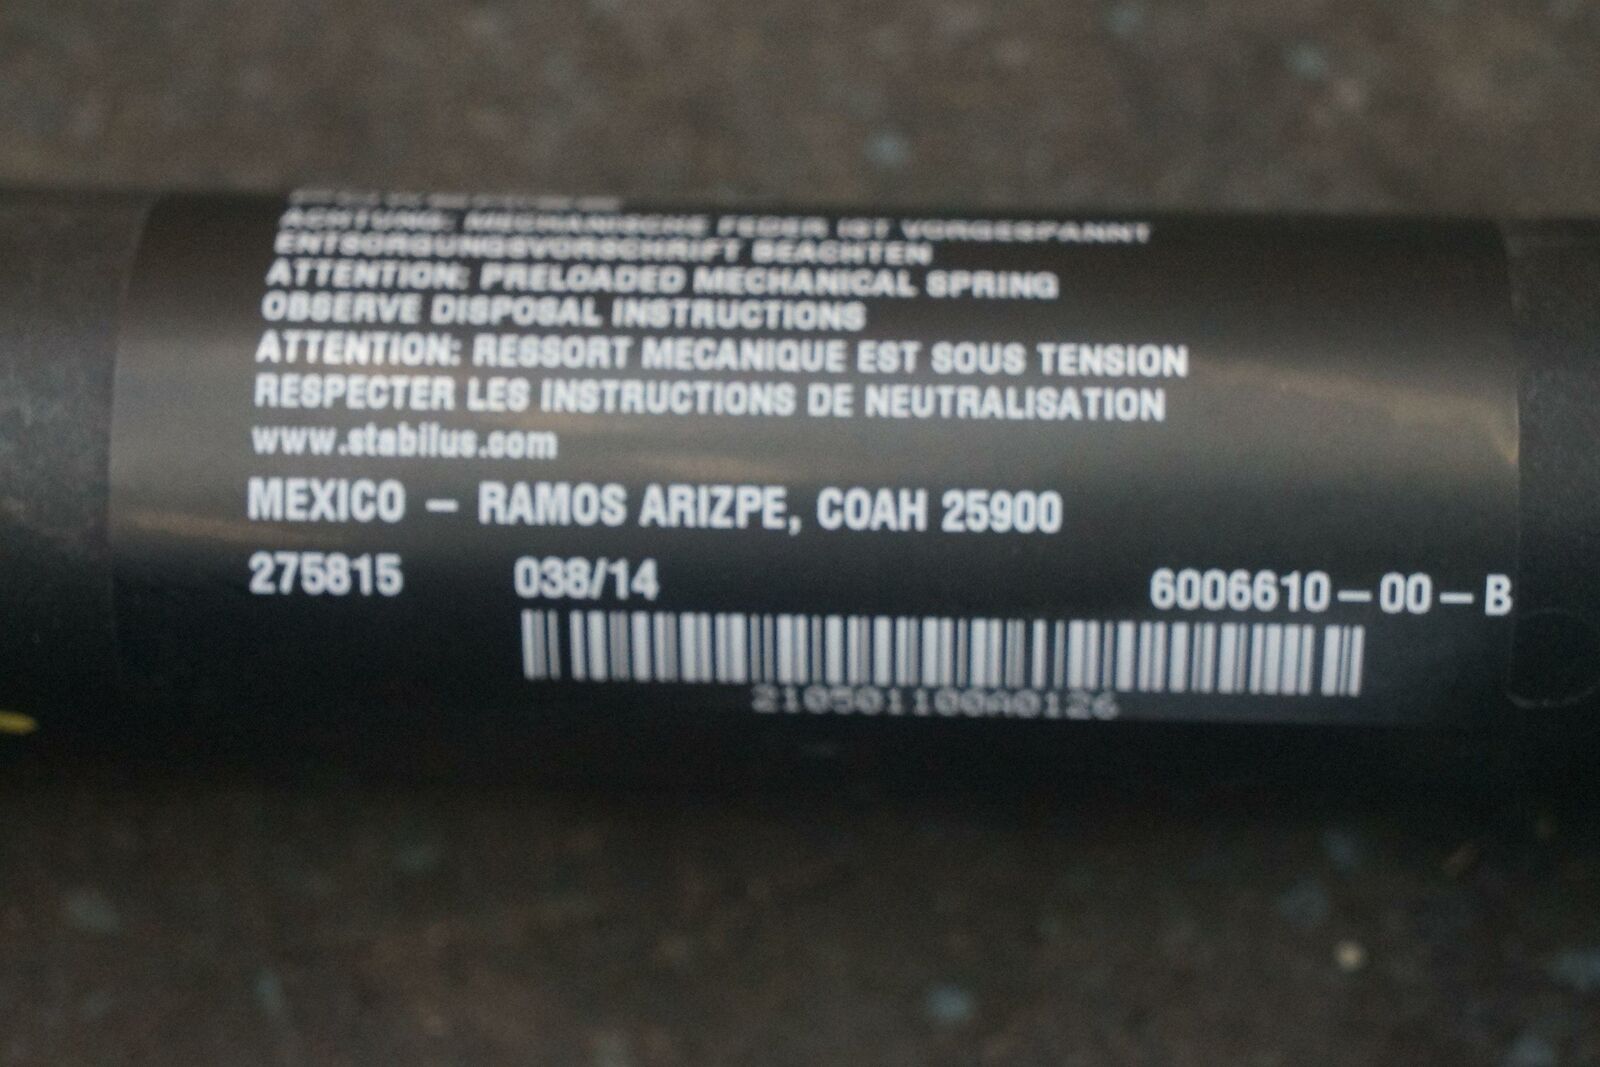 ACHTUNG: MECHANISCHE FEDER IST VORGESPANNT
ENTSORGUNGSVORSCHRIFT BEACHTEN
ATTENTION: PRELOADED MECHANICAL SPRING
OBSERVE DISPOSAL INSTRUCTIONS
ATTENTION: RESSORT MECANIQUE EST SOUS TENSION
RESPECTER LES INSTRUCTIONS DE NEUTRALISATION
www.stabilus.com
MEXICO – RAMOS ARIZPE, COAH 25900
275815 038/14 6006610–00–B
210501100A0126